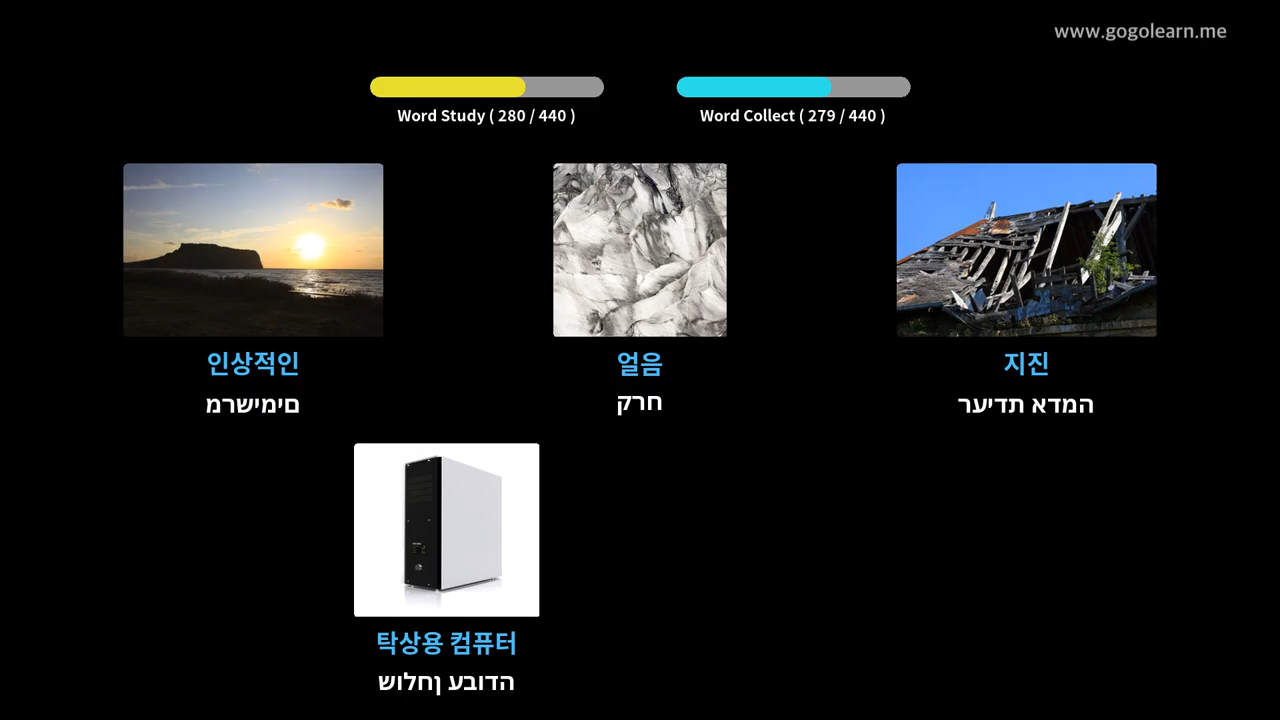 www.gogolearn.me
Word Study ( 280 / 440 )
Word Collect ( 279 / 440 )
인상적인
מרשימים
얼음
קרח
지진
רעידת אדמה
탁상용 컴퓨터
שולחן עבודה